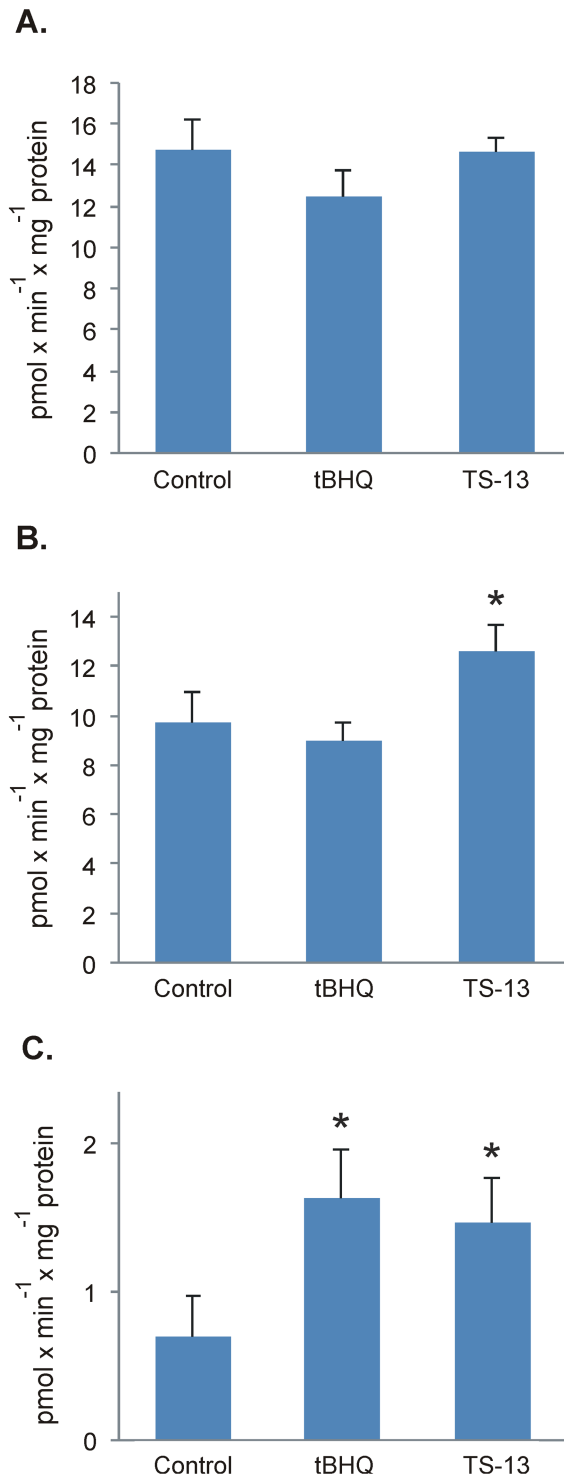 A.
pmol x min⁻¹ x mg⁻¹ protein
18
16
14
12
10
8
6
4
2
0
Control tBHQ TS-13
B.
pmol x min⁻¹ x mg⁻¹ protein
*
14
12
10
8
6
4
2
0
Control tBHQ TS-13
C.
pmol x min⁻¹ x mg⁻¹ protein
* *
2
1
0
Control tBHQ TS-13